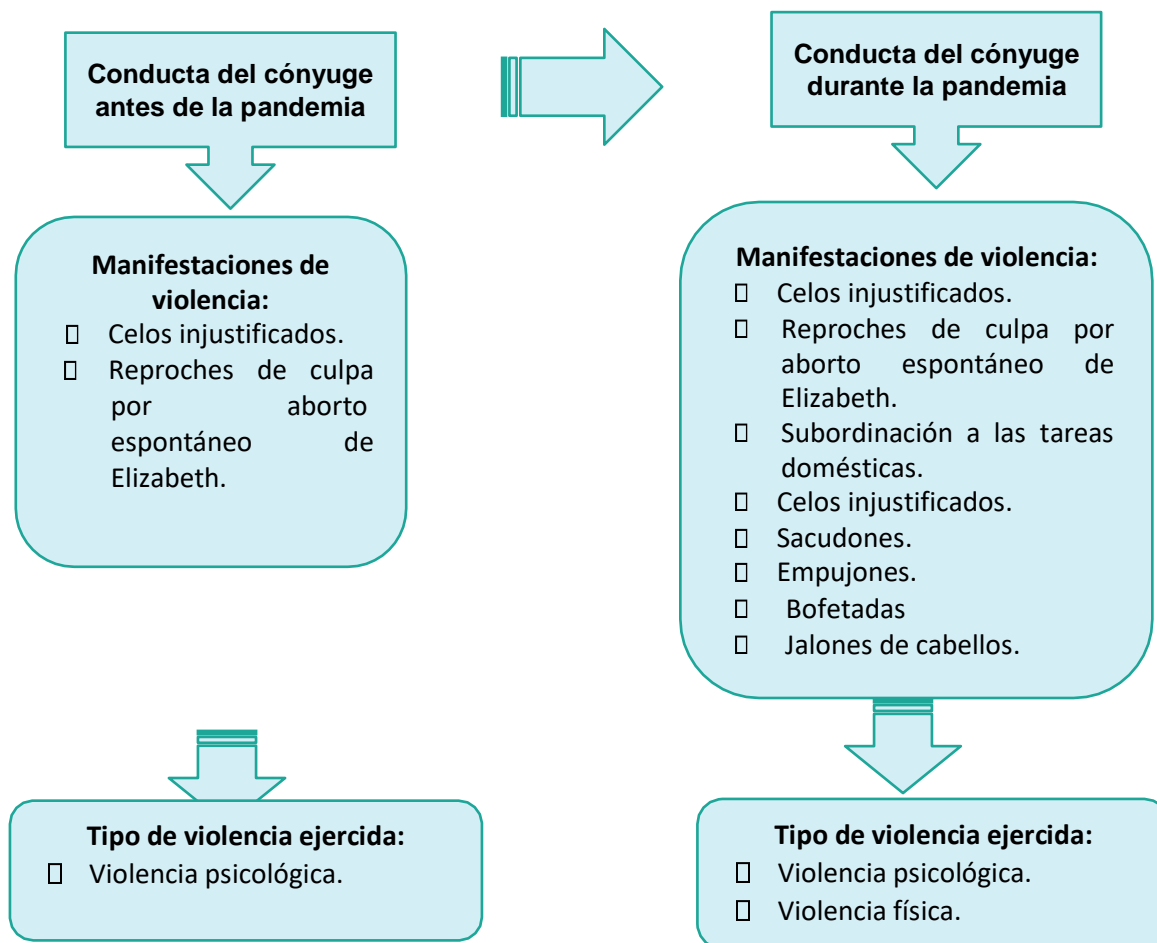 Conducta del cónyuge
antes de la pandemia
Conducta del cónyuge
durante la pandemia
Manifestaciones de
violencia:
▯ Celos injustificados.
▯ Reproches de culpa
por aborto
espontáneo de
Elizabeth.
Manifestaciones de violencia:
▯ Celos injustificados.
▯ Reproches de culpa por
aborto espontáneo de
Elizabeth.
▯ Subordinación a las tareas
domésticas.
▯ Celos injustificados.
▯ Sacudones.
▯ Empujones.
▯ Bofetadas
▯ Jalones de cabellos.
Tipo de violencia ejercida:
▯ Violencia psicológica.
Tipo de violencia ejercida:
▯ Violencia psicológica.
▯ Violencia física.